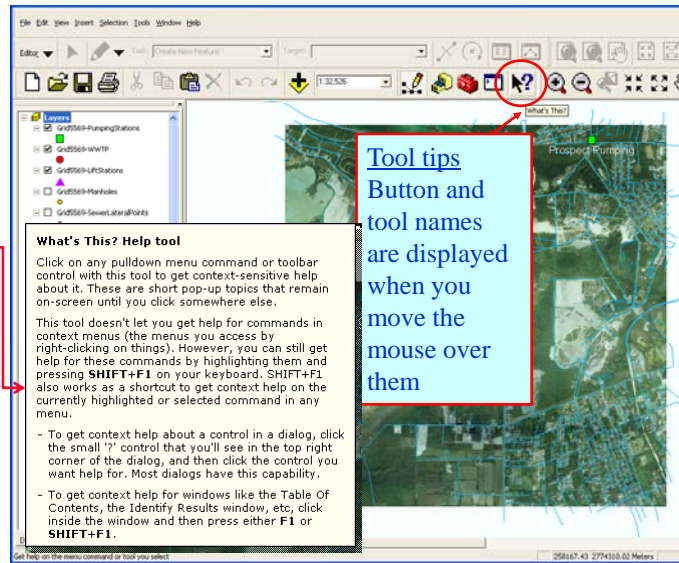 File Edit View Insert Selection Tools Window Help
Editor Task: Create New Feature Target:
1:32,526
What's This?
Layers
Grid5569-PumpingStations
Grid5569-WWTP
Grid5569-LiftStations
Grid5569-Manholes
Grid5569-SewerLateralPoints
Prospect Pumping
Tool tips
Button and
tool names
are displayed
when you
move the
mouse over
them
What's This? Help tool
Click on any pulldown menu command or toolbar
control with this tool to get context-sensitive help
about it. These are short pop-up topics that remain
on-screen until you click somewhere else.
This tool doesn't let you get help for commands in
context menus (the menus you access by
right-clicking on things). However, you can still get
help for these commands by highlighting them and
pressing SHIFT+F1 on your keyboard. SHIFT+F1
also works as a shortcut to get context help on the
currently highlighted or selected command in any
menu.
- To get context help about a control in a dialog, click
the small '?' control that you'll see in the top right
corner of the dialog, and then click the control you
want help for. Most dialogs have this capability.
- To get context help for windows like the Table Of
Contents, the Identify Results window, etc, click
inside the window and then press either F1 or
SHIFT+F1.
D
Get help on the menu command or tool you select
258167.43 2774310.02 Meters